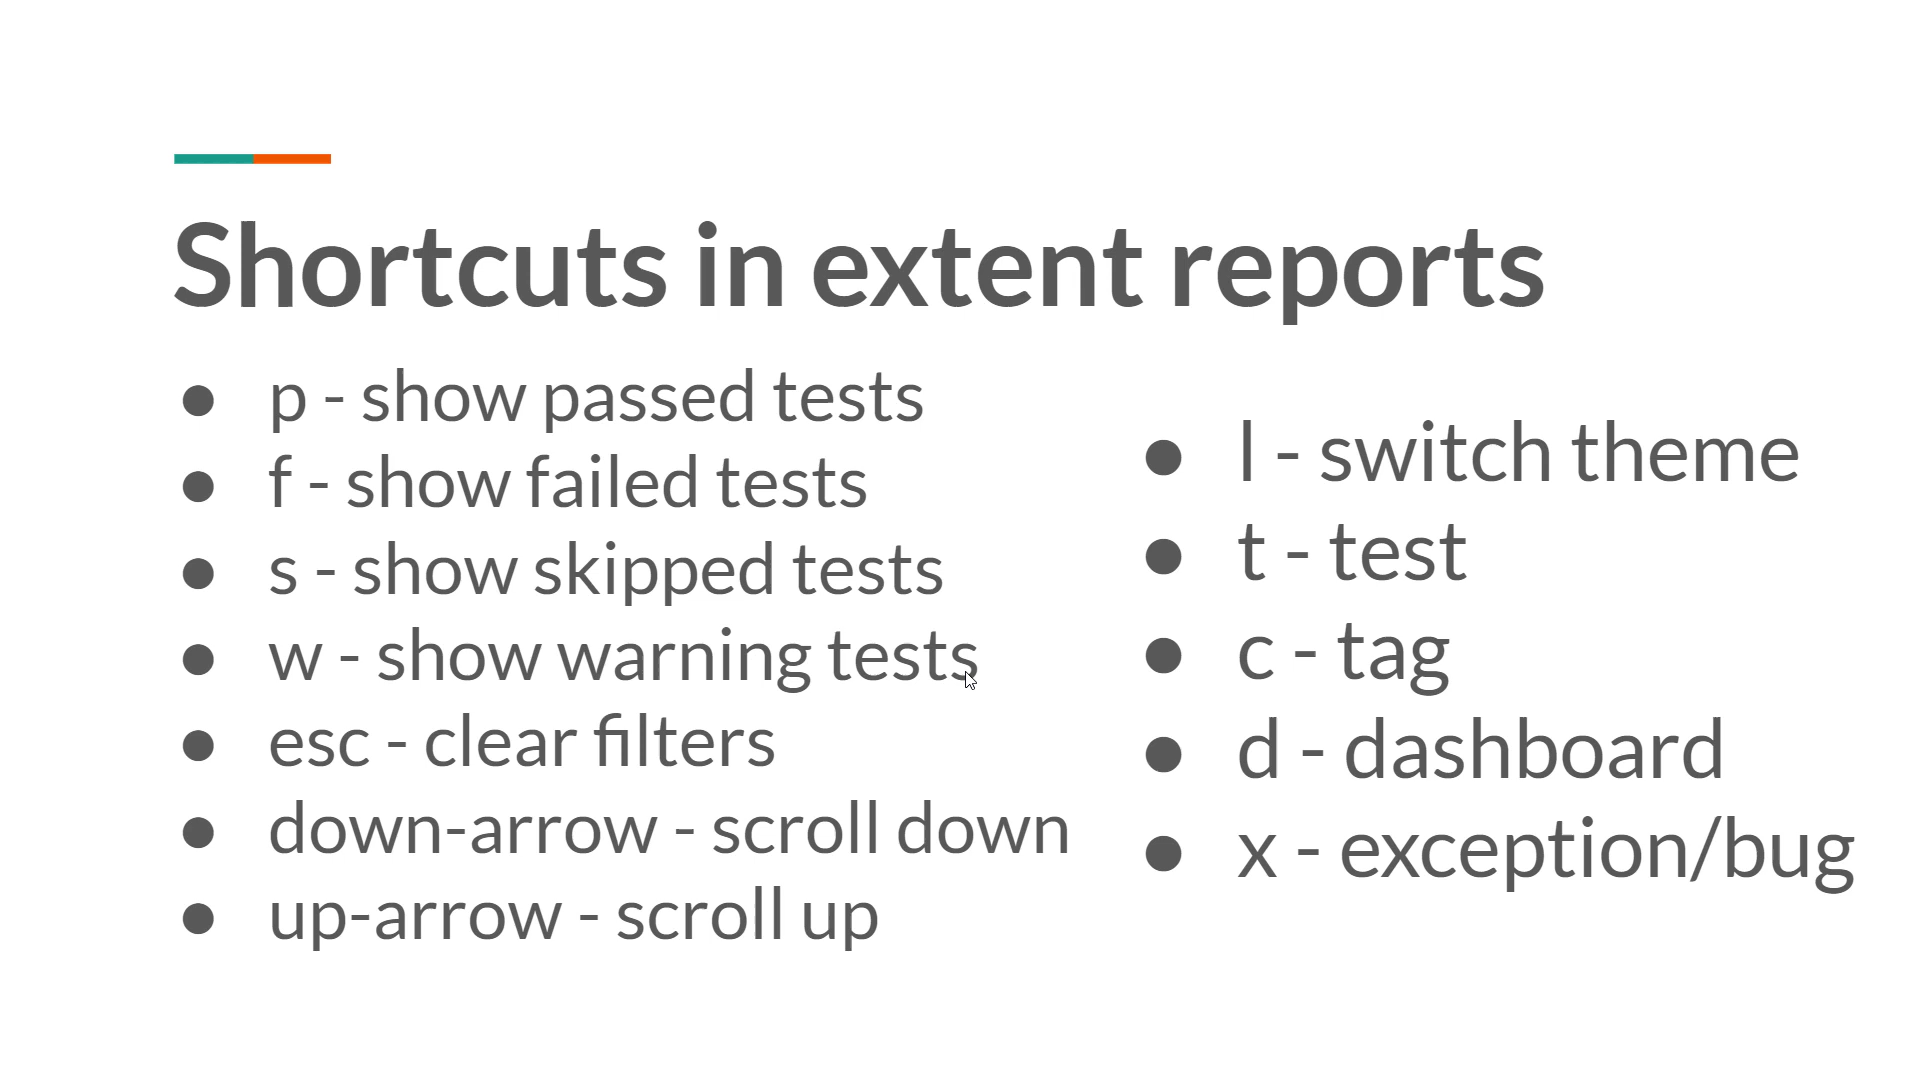 Shortcuts in extent reports
● p - show passed tests
● f - show failed tests
● s - show skipped tests
● w - show warning tests
● esc - clear filters
● down-arrow - scroll down
● up-arrow - scroll up
● l - switch theme
● t - test
● c - tag
● d - dashboard
● x - exception/bug